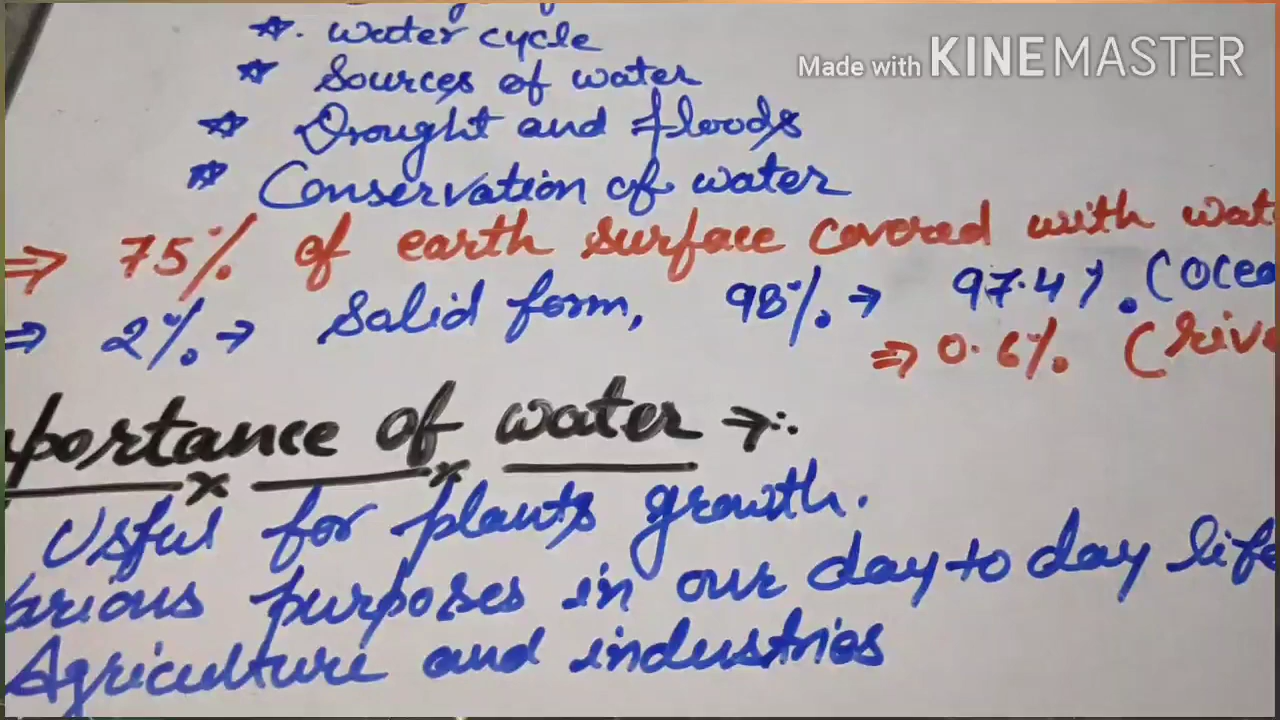 ☆. water cycle
☆ Sources of water
☆ Drought and floods
☆ Conservation of water
Made with KINEMASTER
⇒ 75% of earth surface covered with wat
⇒ 2% → Solid form, 98% → 97.4%. (ocea
⇒ 0.6% (rive
portance of water →∴
Usful for plants growth.
arious purposes in our day to day life
Agriculture and industries